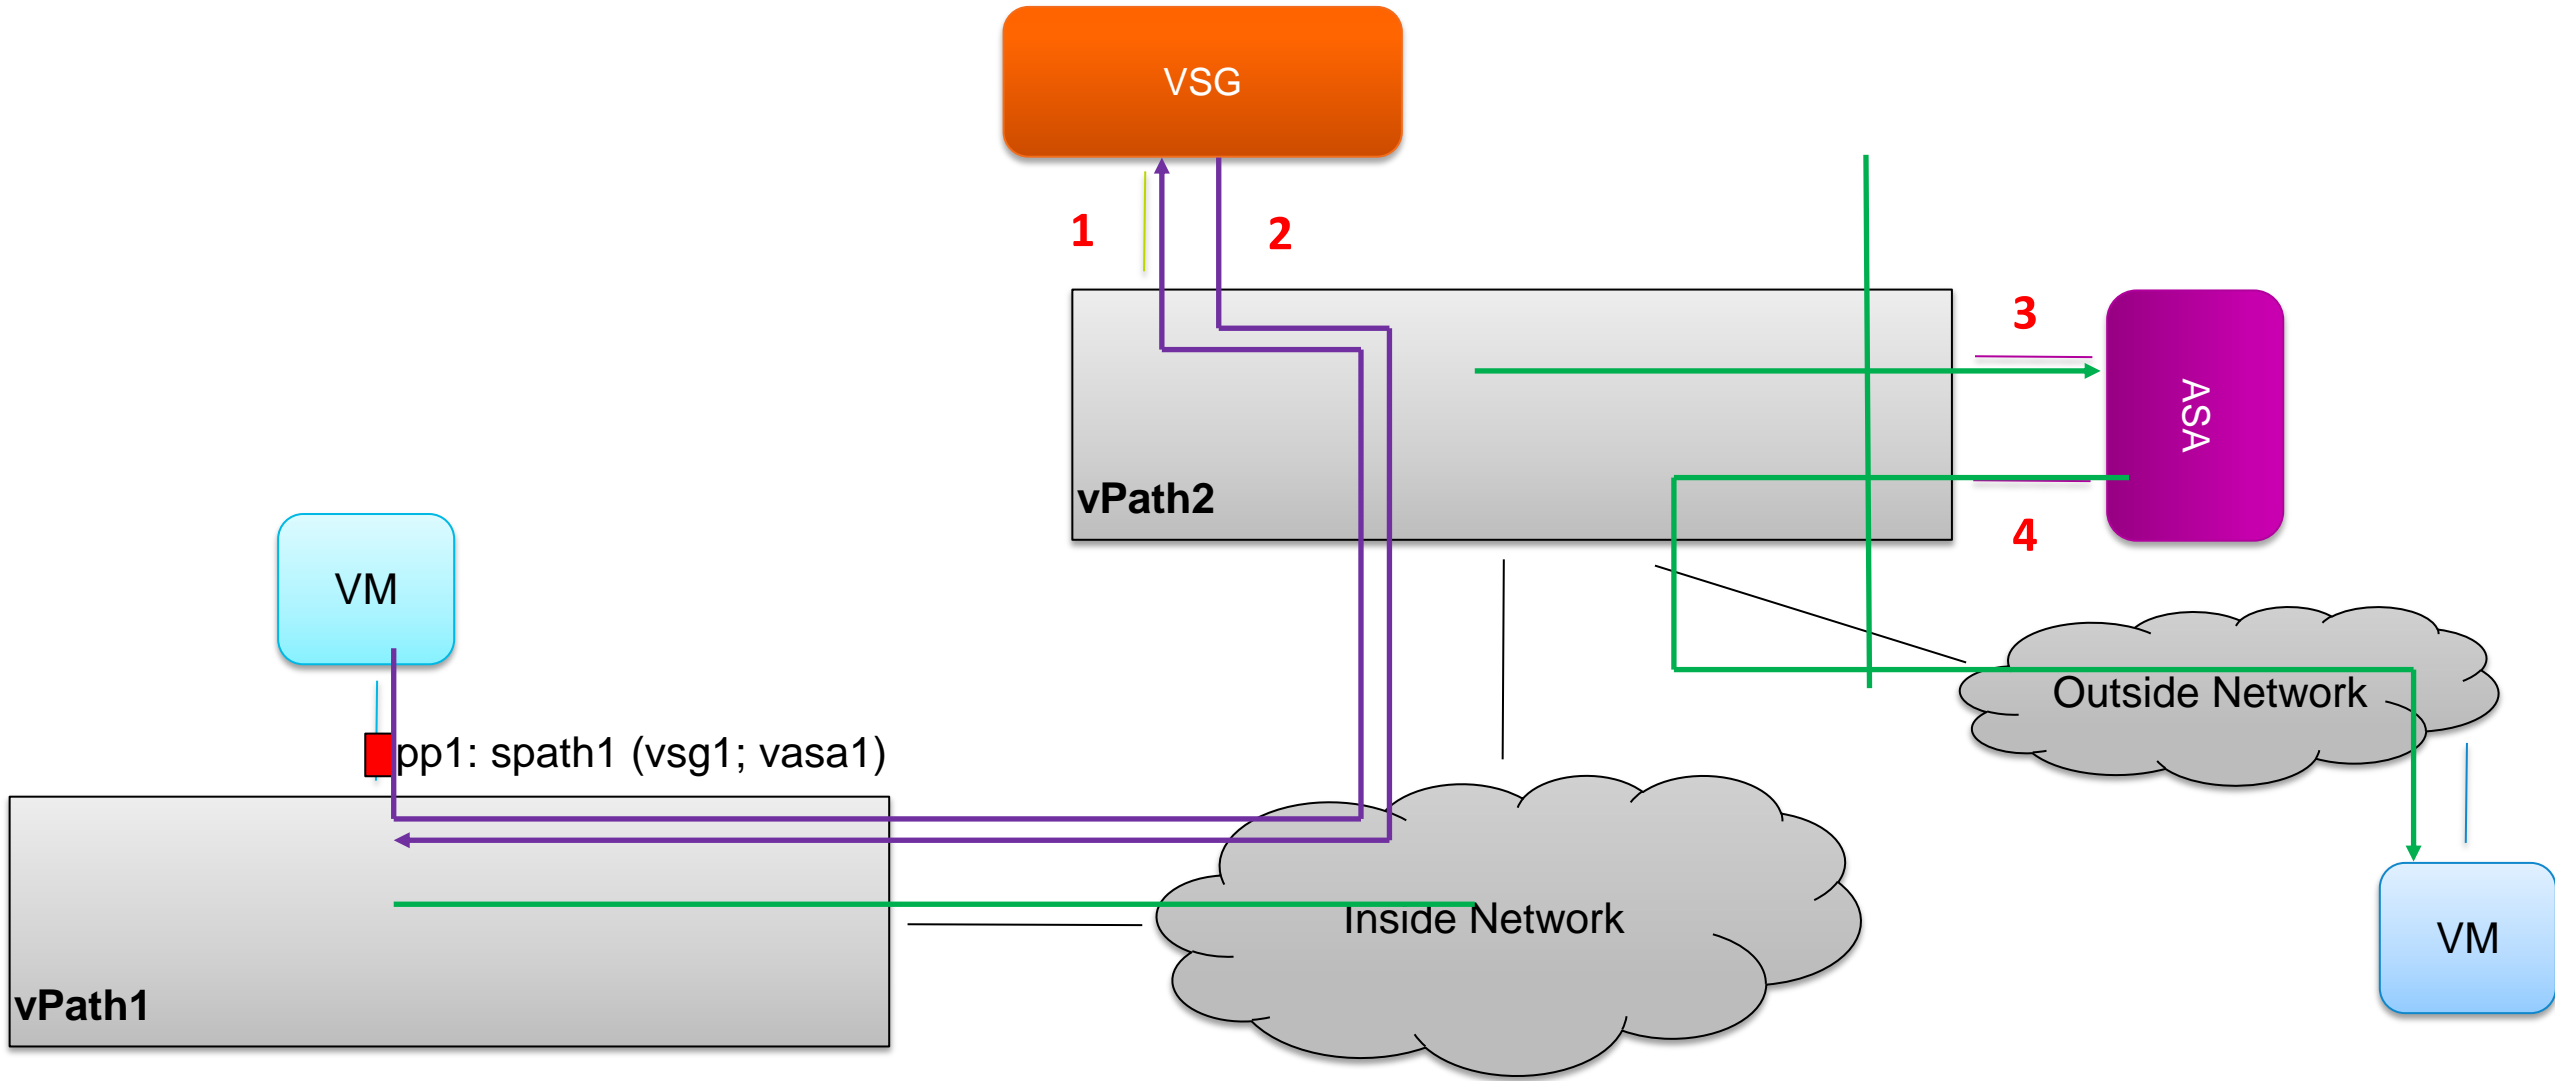 VSG
1
2
3
ASA
vPath2
4
VM
Outside Network
pp1: spath1 (vsg1; vasa1)
Inside Network
VM
vPath1